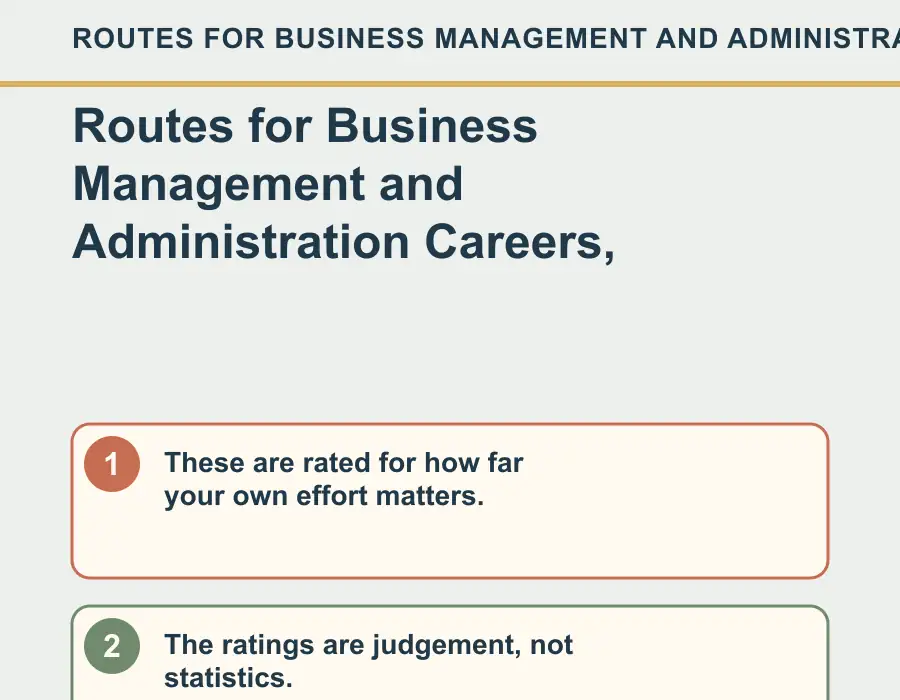 ROUTES FOR BUSINESS MANAGEMENT AND
Routes for Business
Management and
Administration Careers,
1
These are rated for how far
your own effort matters.
2
The ratings are judgement, not
statistics.